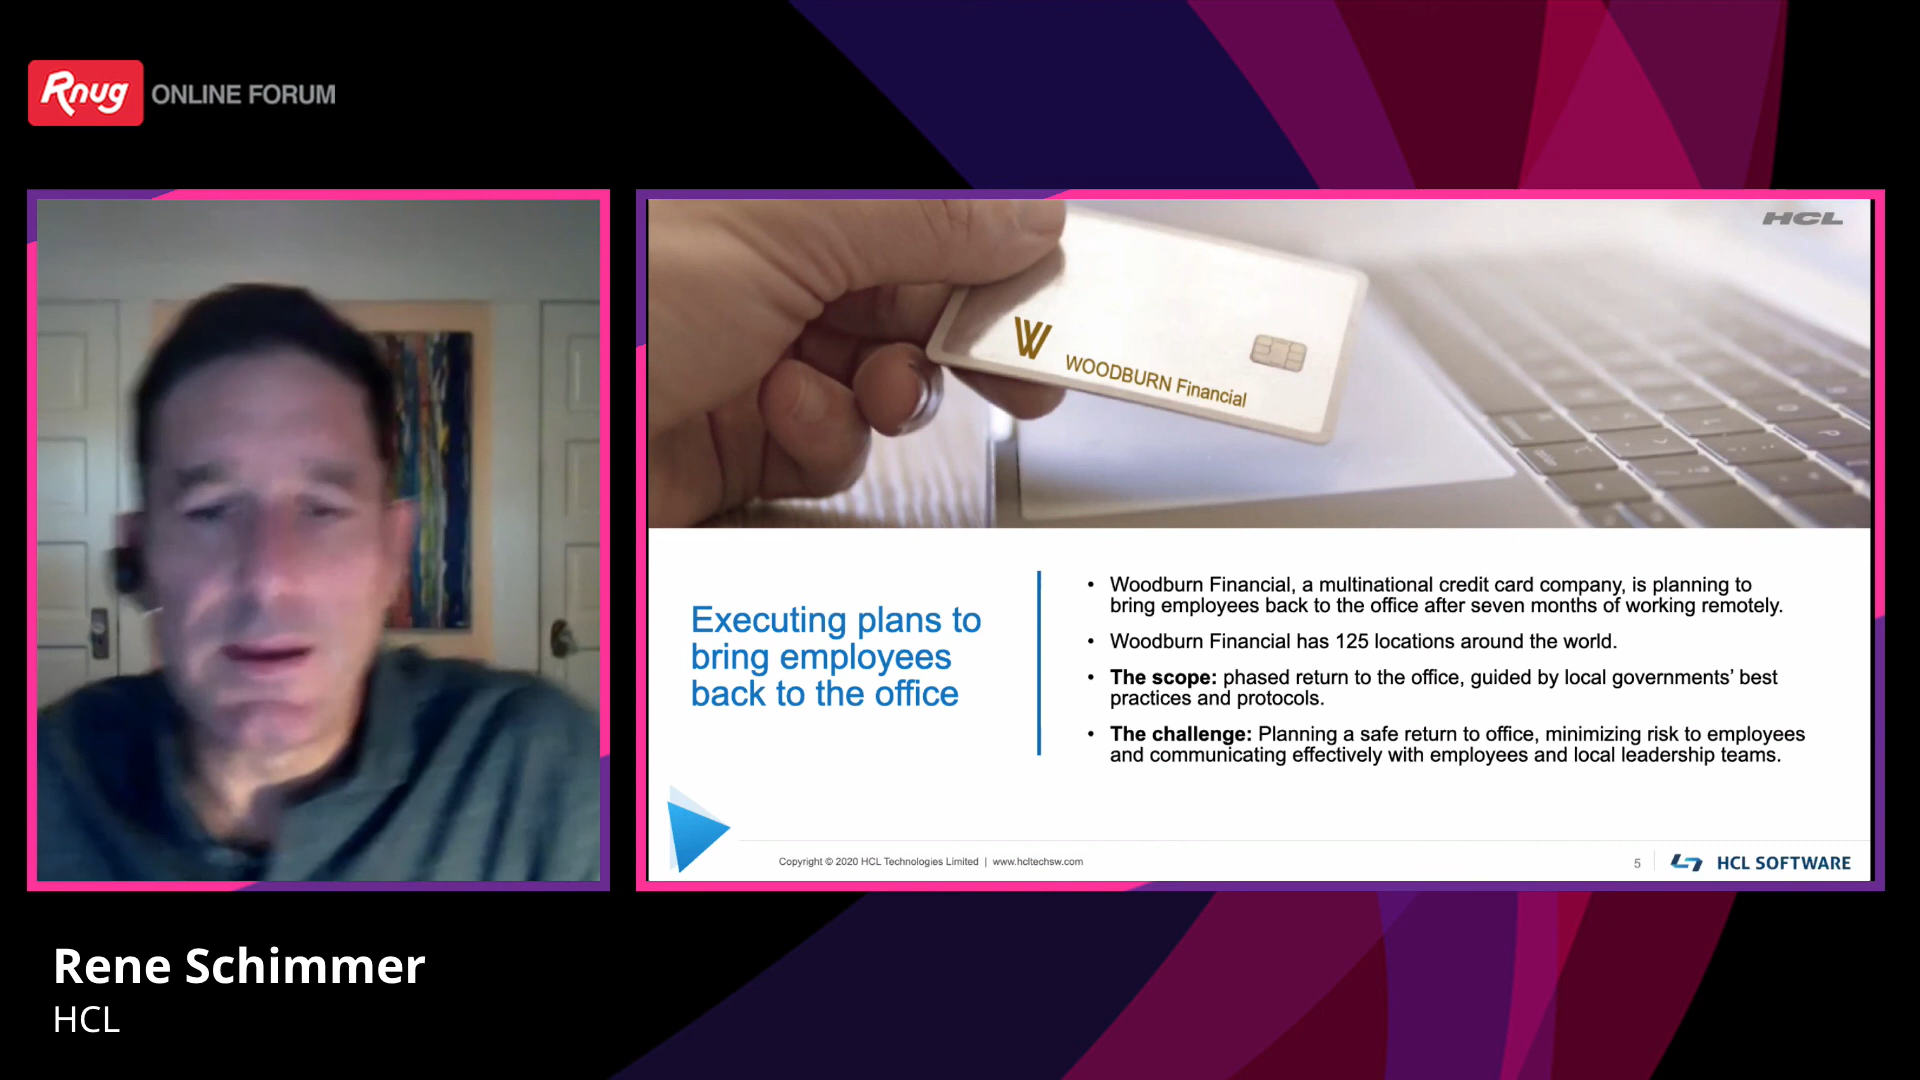 Rnug ONLINE FORUM
HCL
W
WOODBURN Financial
Executing plans to
bring employees
back to the office
• Woodburn Financial, a multinational credit card company, is planning to
bring employees back to the office after seven months of working remotely.
• Woodburn Financial has 125 locations around the world.
• The scope: phased return to the office, guided by local governments’ best
practices and protocols.
• The challenge: Planning a safe return to office, minimizing risk to employees
and communicating effectively with employees and local leadership teams.
Copyright © 2020 HCL Technologies Limited | www.hcltechsw.com
5
HCL SOFTWARE
Rene Schimmer
HCL